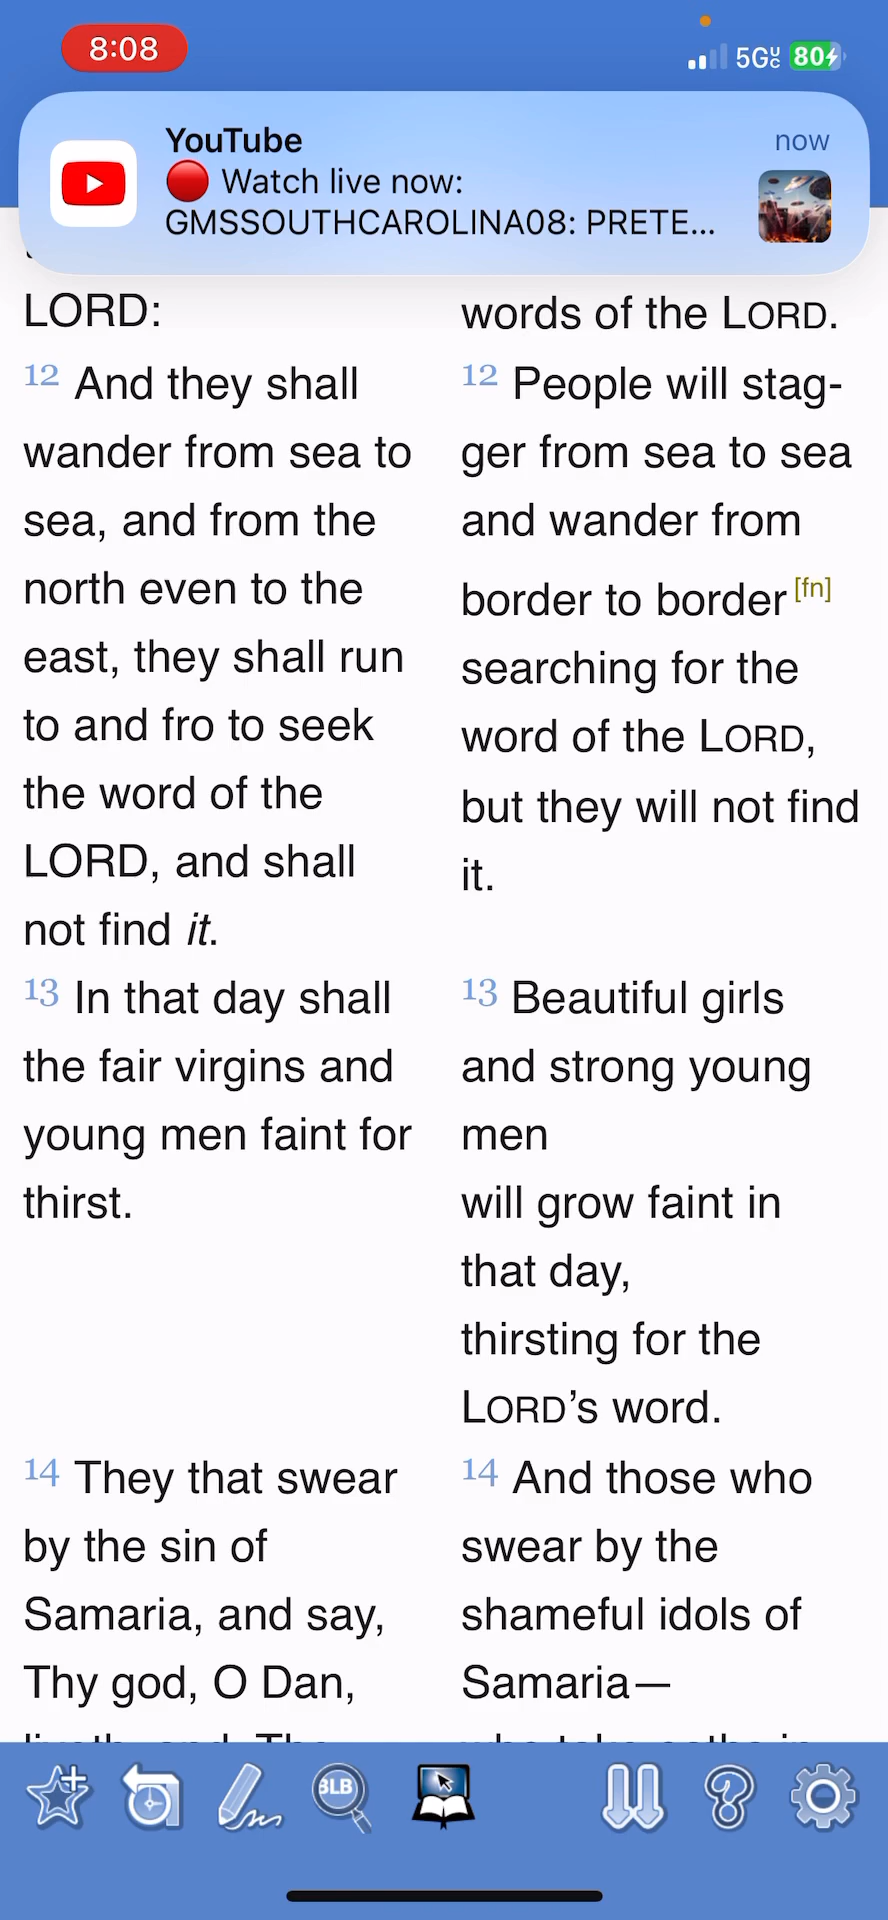 8:08
5G UC 80
YouTube
now
🔴 Watch live now:
GMSSOUTHCAROLINA08: PRETE...
LORD:
12 And they shall
wander from sea to
sea, and from the
north even to the
east, they shall run
to and fro to seek
the word of the
LORD, and shall
not find it.
13 In that day shall
the fair virgins and
young men faint for
thirst.
14 They that swear
by the sin of
Samaria, and say,
Thy god, O Dan,
words of the LORD.
12 People will stag-
ger from sea to sea
and wander from
border to border [fn]
searching for the
word of the LORD,
but they will not find
it.
13 Beautiful girls
and strong young
men
will grow faint in
that day,
thirsting for the
LORD’s word.
14 And those who
swear by the
shameful idols of
Samaria—
BLB